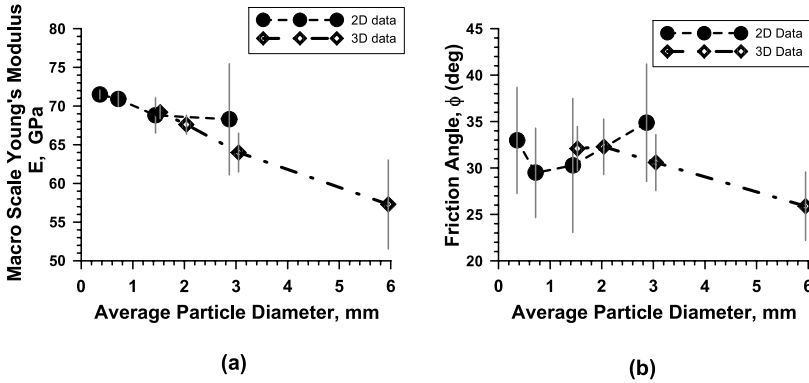 2D data
3D data
Macro Scale Young's Modulus
E, GPa
80
75
70
65
60
55
50
0 1 2 3 4 5 6
Average Particle Diameter, mm
(a)
2D Data
3D Data
Friction Angle, ϕ (deg)
45
40
35
30
25
20
0 1 2 3 4 5 6
Average Particle Diameter, mm
(b)